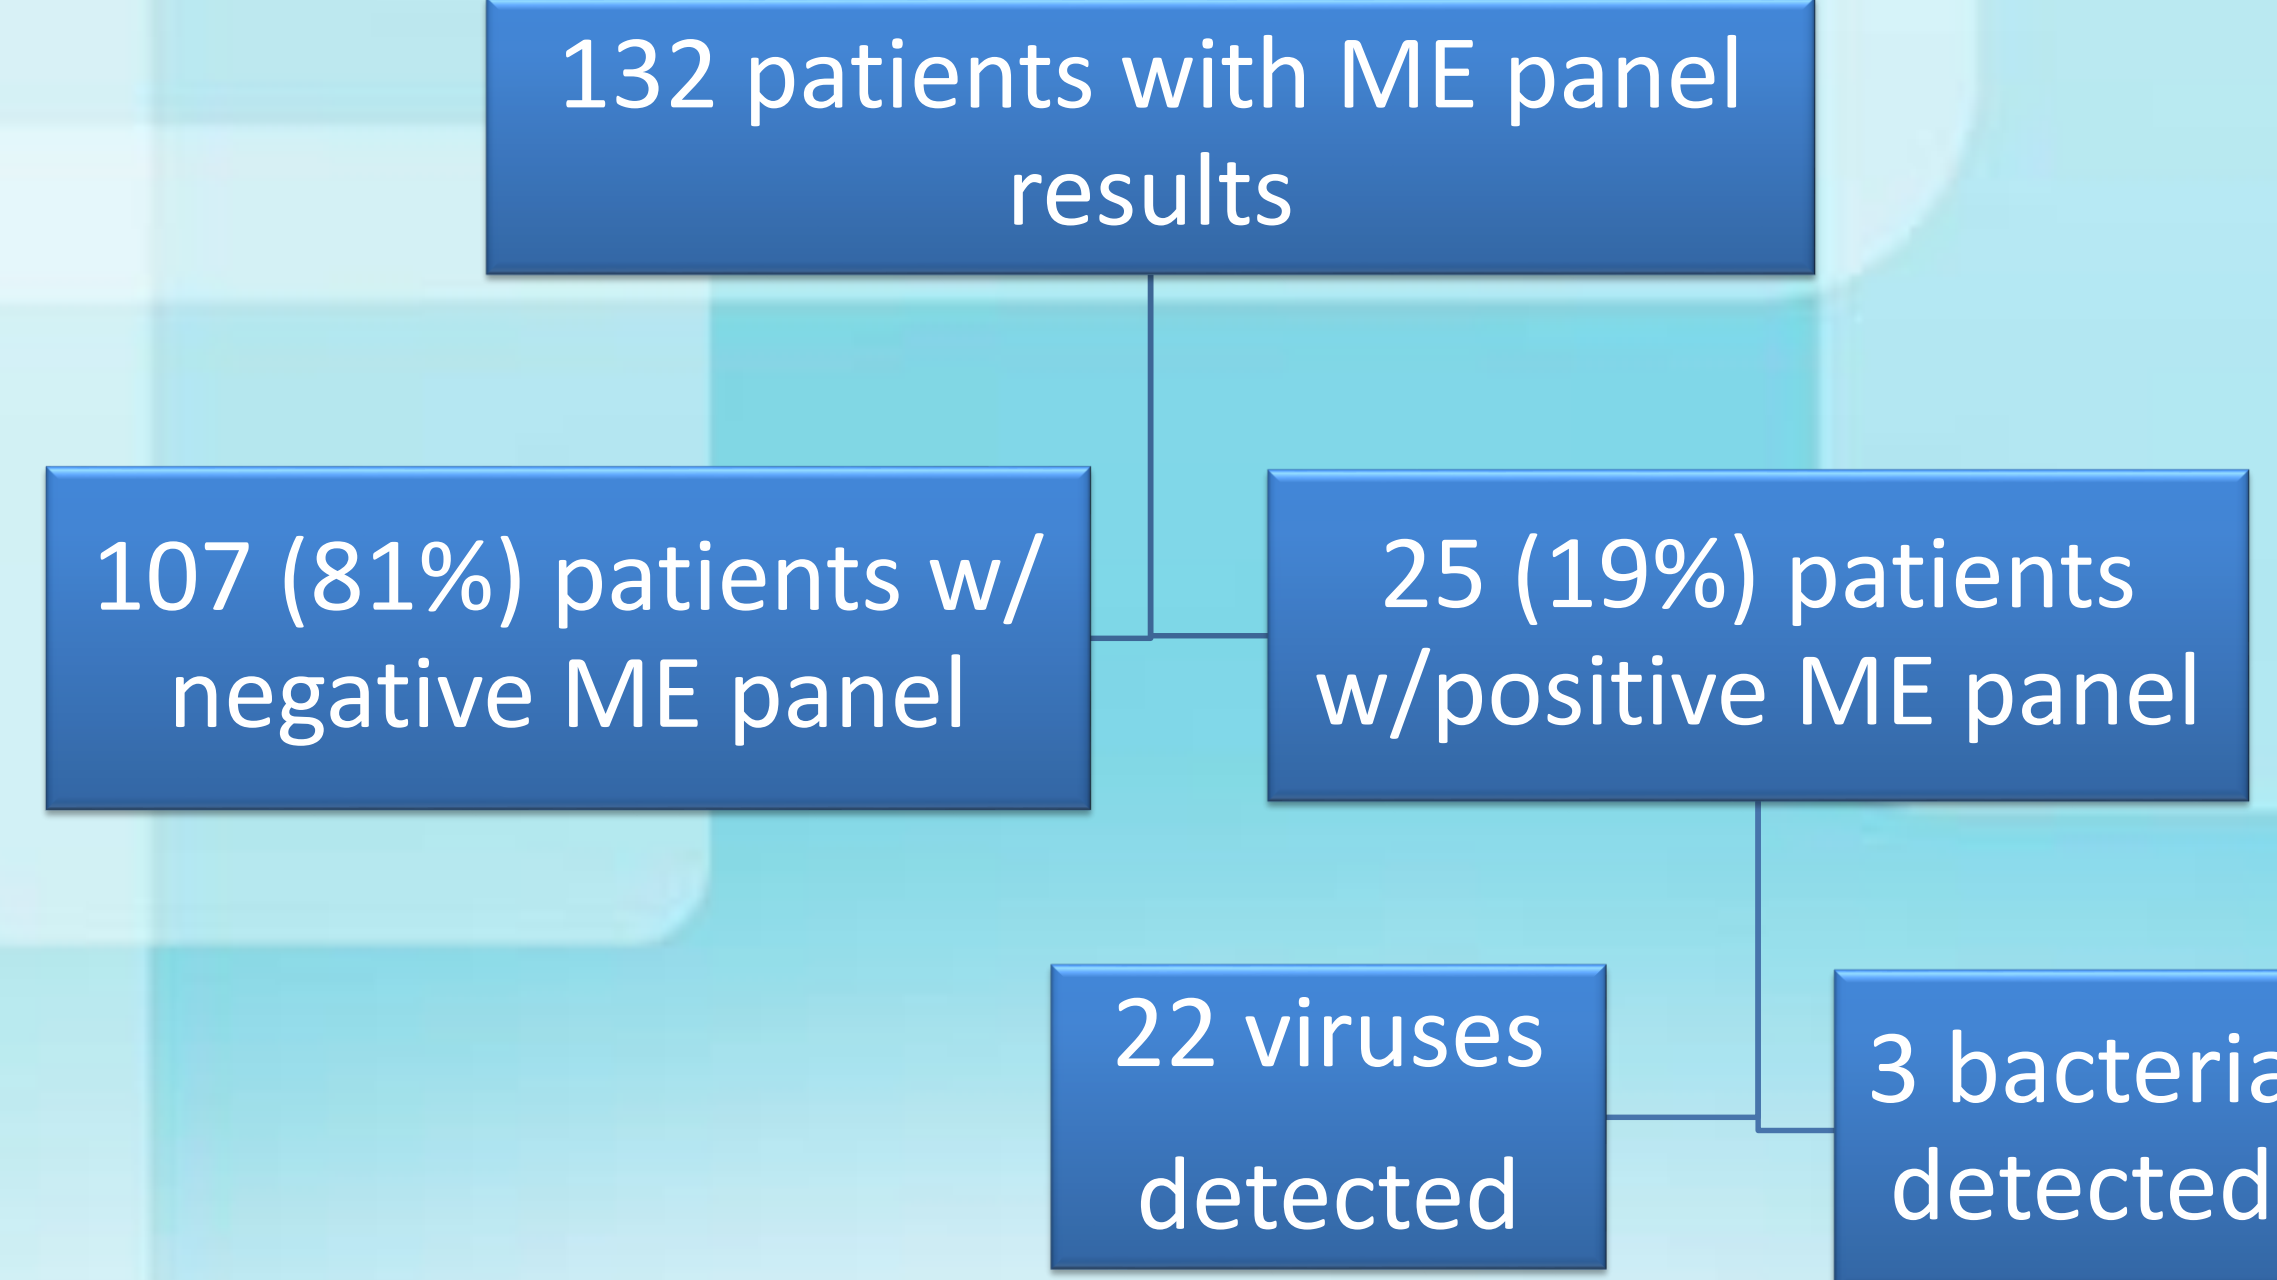 132 patients with ME panel
results
107 (81%) patients w/
negative ME panel
25 (19%) patients
w/positive ME panel
22 viruses
detected
3 bacteria
detected